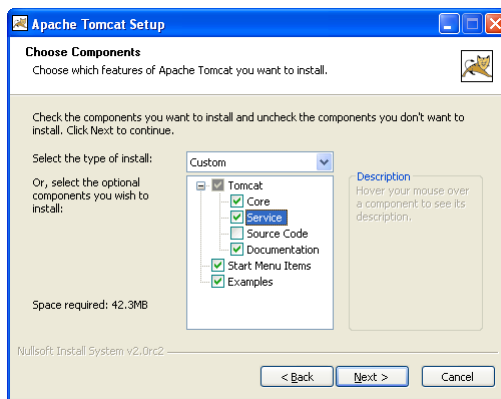 Apache Tomcat Setup
Choose Components
Choose which features of Apache Tomcat you want to install.
Check the components you want to install and uncheck the components you don't want to
install. Click Next to continue.
Select the type of install:
Custom
Or, select the optional
components you wish to
install:
Tomcat
Core
Service
Source Code
Documentation
Start Menu Items
Examples
Description
Hover your mouse over
a component to see its
description.
Space required: 42.3MB
Nullsoft Install System v2.0rc2
< Back
Next >
Cancel